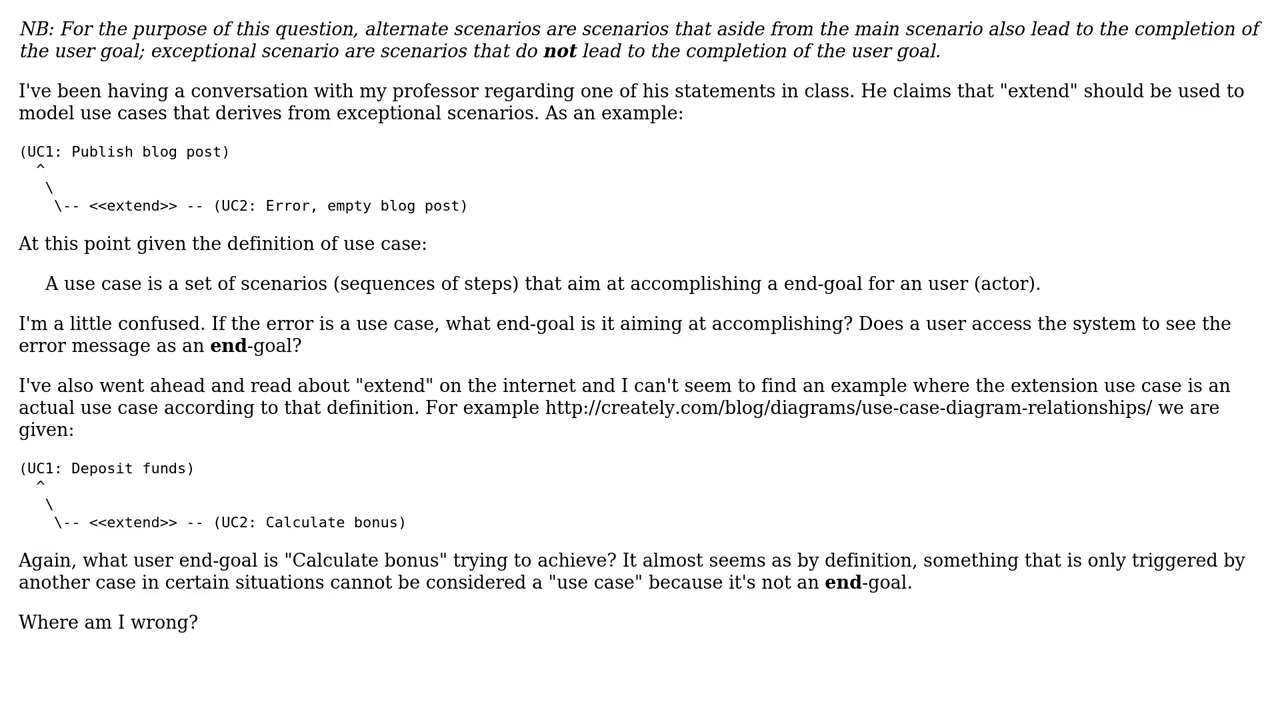 NB: For the purpose of this question, alternate scenarios are scenarios that aside from the main scenario also lead to the completion of
the user goal; exceptional scenario are scenarios that do not lead to the completion of the user goal.
I've been having a conversation with my professor regarding one of his statements in class. He claims that "extend" should be used to
model use cases that derives from exceptional scenarios. As an example:
(UC1: Publish blog post)
  ^
   \
    \-- <<extend>> -- (UC2: Error, empty blog post)
At this point given the definition of use case:
A use case is a set of scenarios (sequences of steps) that aim at accomplishing a end-goal for an user (actor).
I'm a little confused. If the error is a use case, what end-goal is it aiming at accomplishing? Does a user access the system to see the
error message as an end-goal?
I've also went ahead and read about "extend" on the internet and I can't seem to find an example where the extension use case is an
actual use case according to that definition. For example http://creately.com/blog/diagrams/use-case-diagram-relationships/ we are
given:
(UC1: Deposit funds)
  ^
   \
    \-- <<extend>> -- (UC2: Calculate bonus)
Again, what user end-goal is "Calculate bonus" trying to achieve? It almost seems as by definition, something that is only triggered by
another case in certain situations cannot be considered a "use case" because it's not an end-goal.
Where am I wrong?